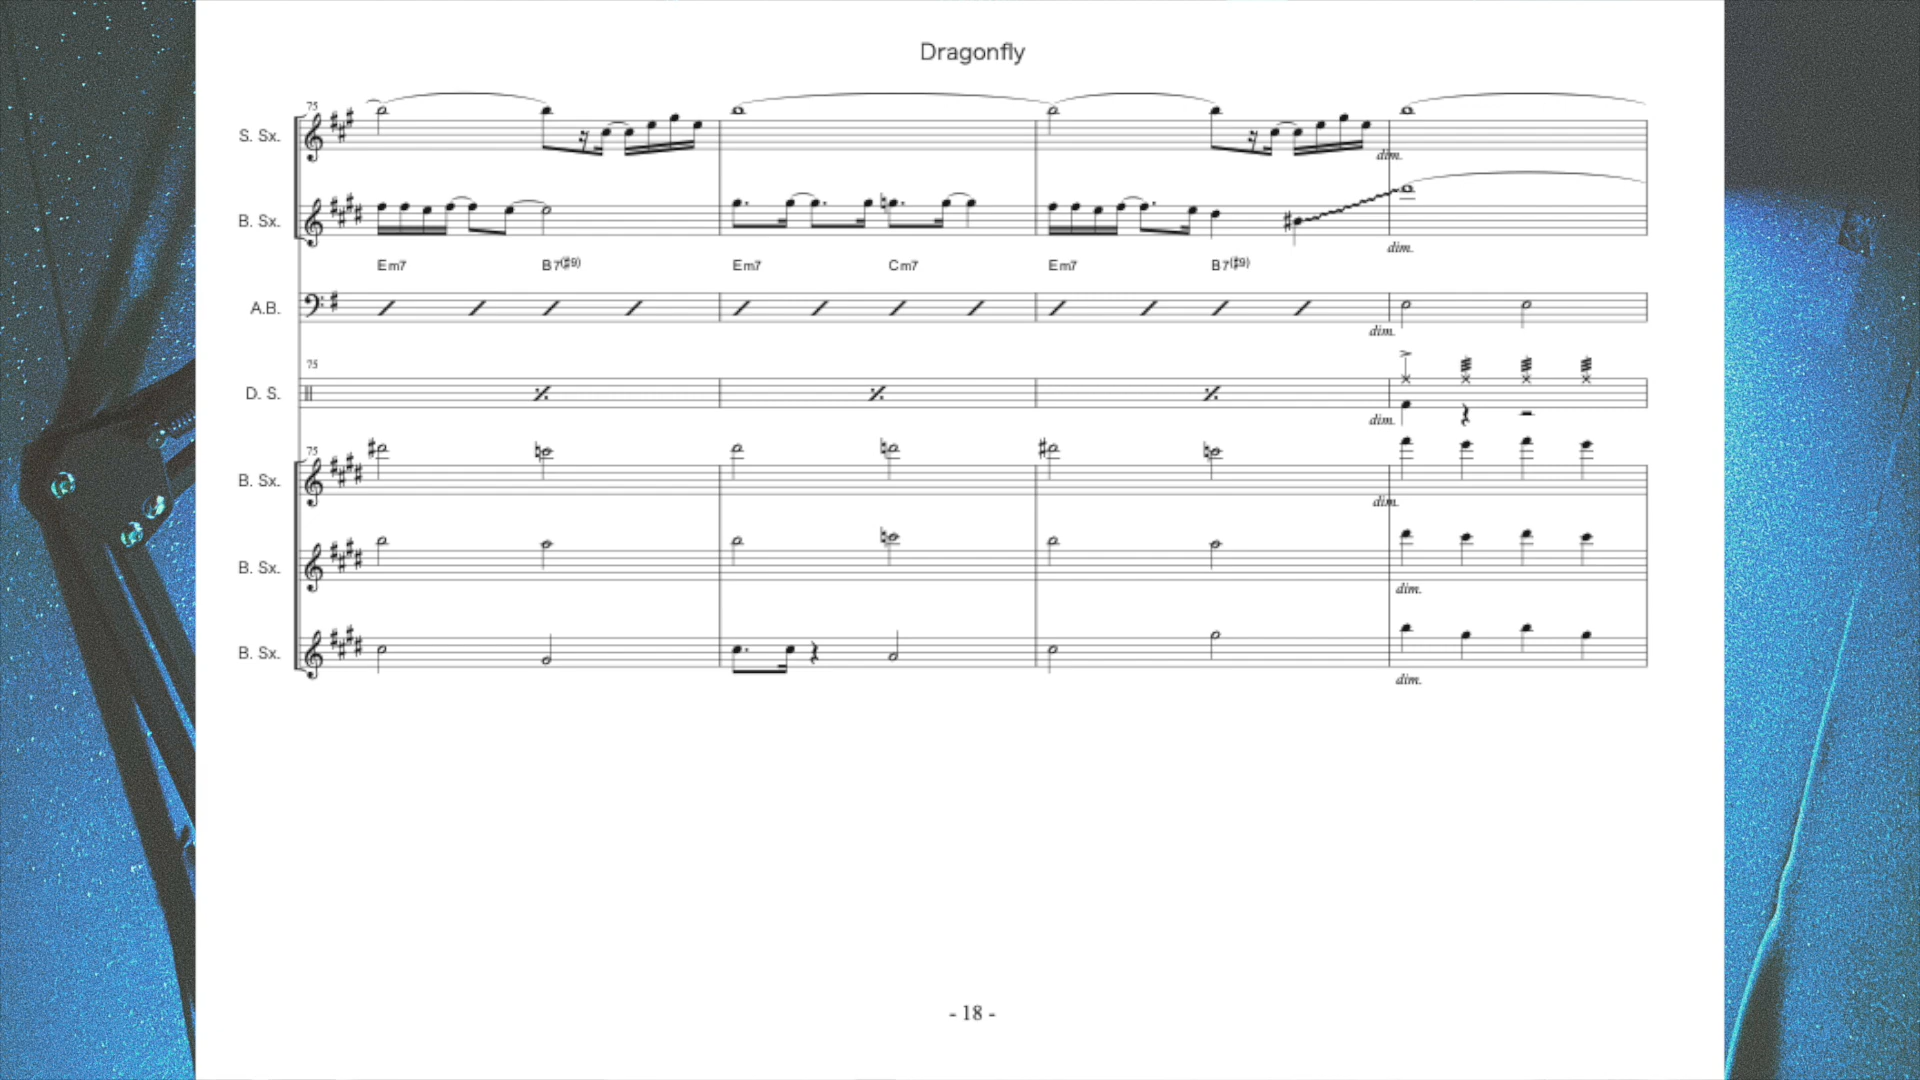 Dragonfly
75
S. Sx.
B. Sx.
dim.
dim.
Em7 B7(♯9) Em7 Cm7 Em7 B7(♯9)
A.B.
dim.
75
D. S.
dim.
75
B. Sx.
dim.
B. Sx.
dim.
B. Sx.
dim.
- 18 -